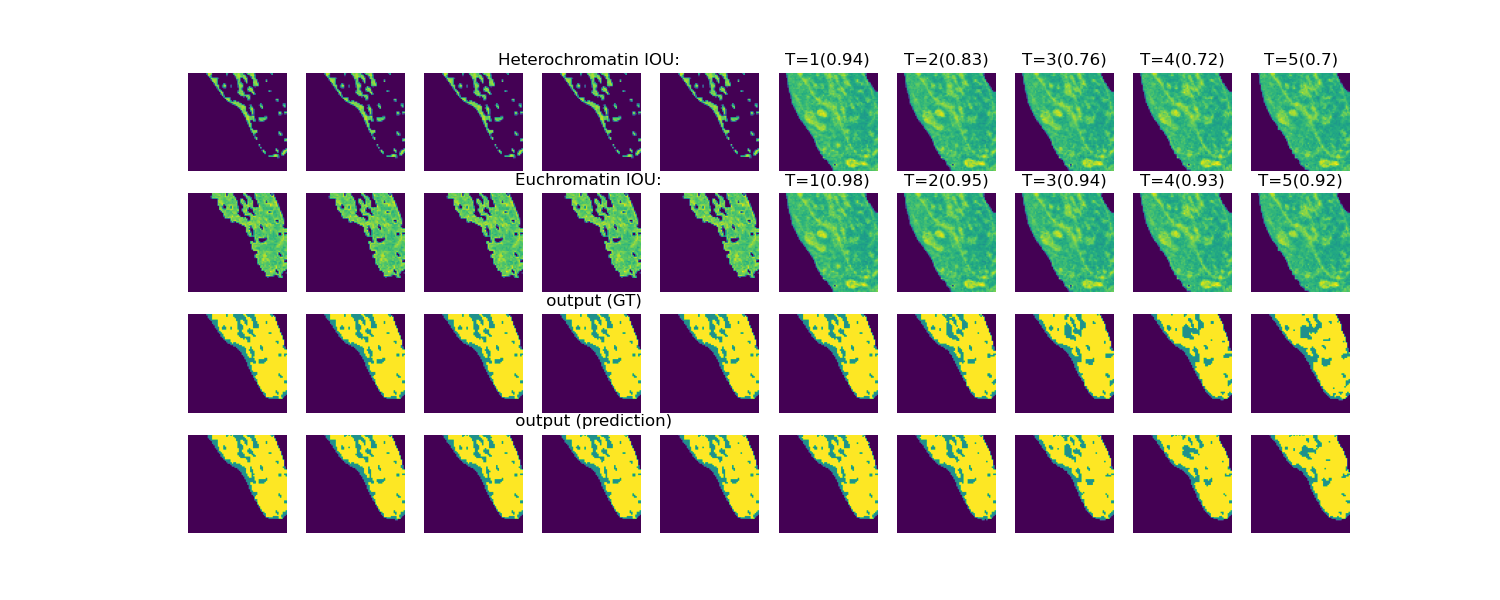 Heterochromatin IOU: T=1(0.94) T=2(0.83) T=3(0.76) T=4(0.72) T=5(0.7)
Euchromatin IOU: T=1(0.98) T=2(0.95) T=3(0.94) T=4(0.93) T=5(0.92)
output (GT)
output (prediction)